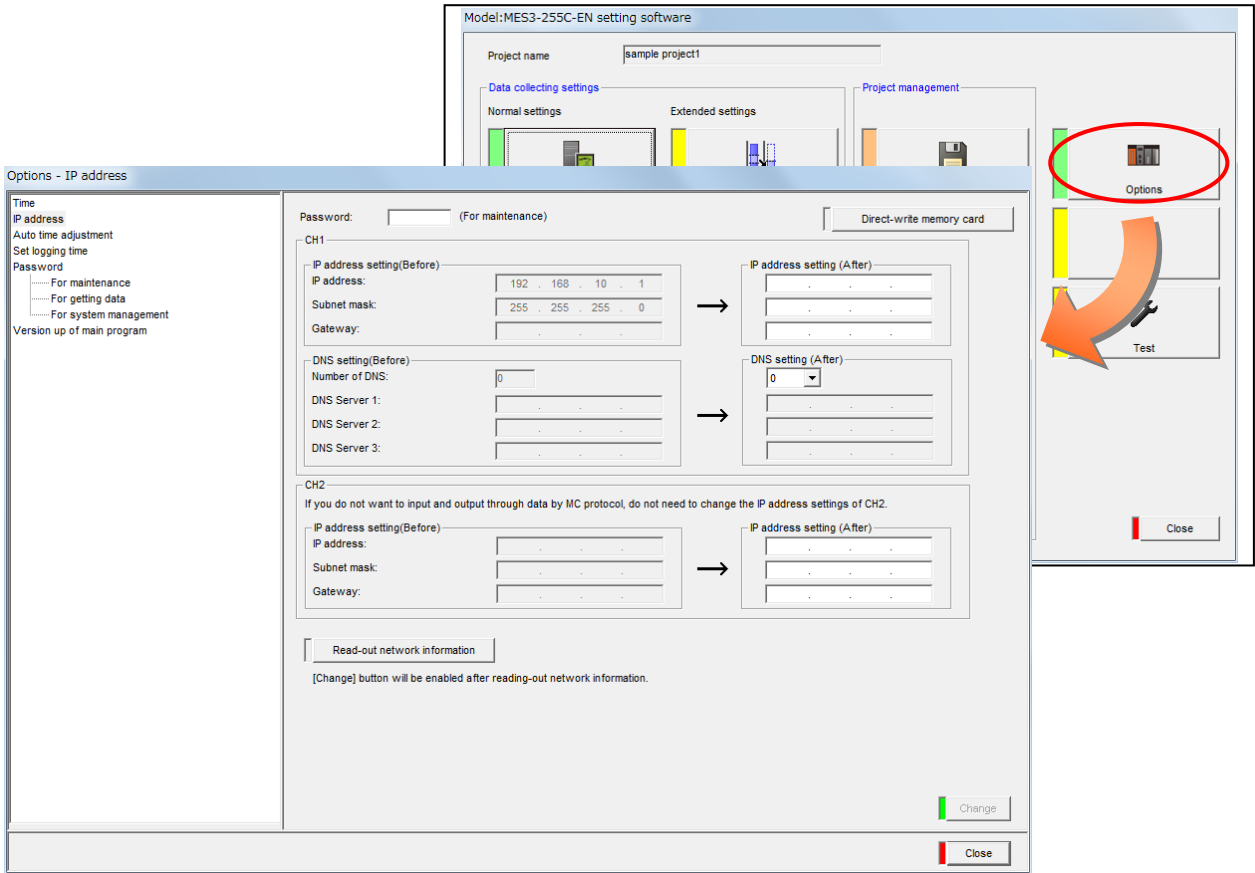 Model:MES3-255C-EN setting software
Project name
sample project1
Data collecting settings
Project management
Normal settings
Extended settings
Options
Test
Close
Options - IP address
Time
IP address
Auto time adjustment
Set logging time
Password
For maintenance
For getting data
For system management
Version up of main program
Password: (For maintenance)
Direct-write memory card
CH1
IP address setting(Before)
IP address: 192 . 168 . 10 . 1
Subnet mask: 255 . 255 . 255 . 0
Gateway: . . .
IP address setting (After)
. . .
. . .
. . .
DNS setting(Before)
Number of DNS: 0
DNS Server 1: . . .
DNS Server 2: . . .
DNS Server 3: . . .
DNS setting (After)
0
. . .
. . .
. . .
CH2
If you do not want to input and output through data by MC protocol, do not need to change the IP address settings of CH2.
IP address setting(Before)
IP address: . . .
Subnet mask: . . .
Gateway: . . .
IP address setting (After)
. . .
. . .
. . .
Read-out network information
[Change] button will be enabled after reading-out network information.
Change
Close